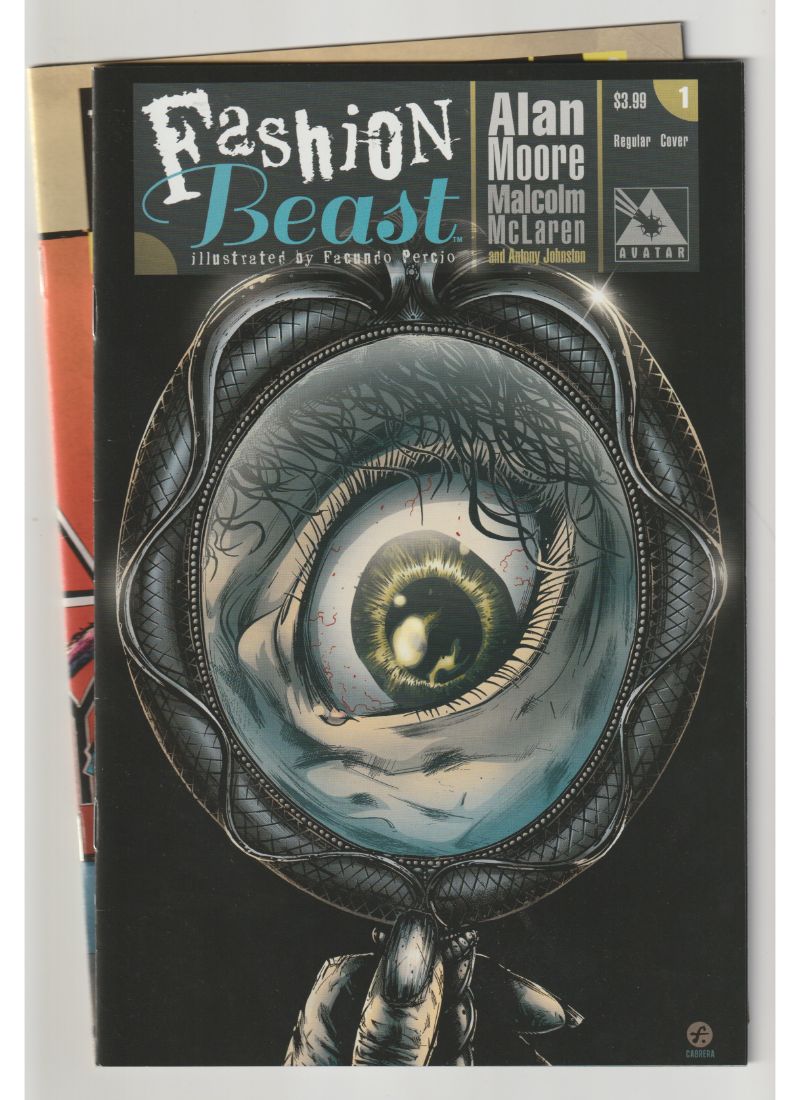 Fashion
Beast™
illustrated by Facundo Percio
Alan
Moore
Malcolm
McLaren
and Antony Johnston
$3.99
1
Regular Cover
AVATAR
f.
CABRERA